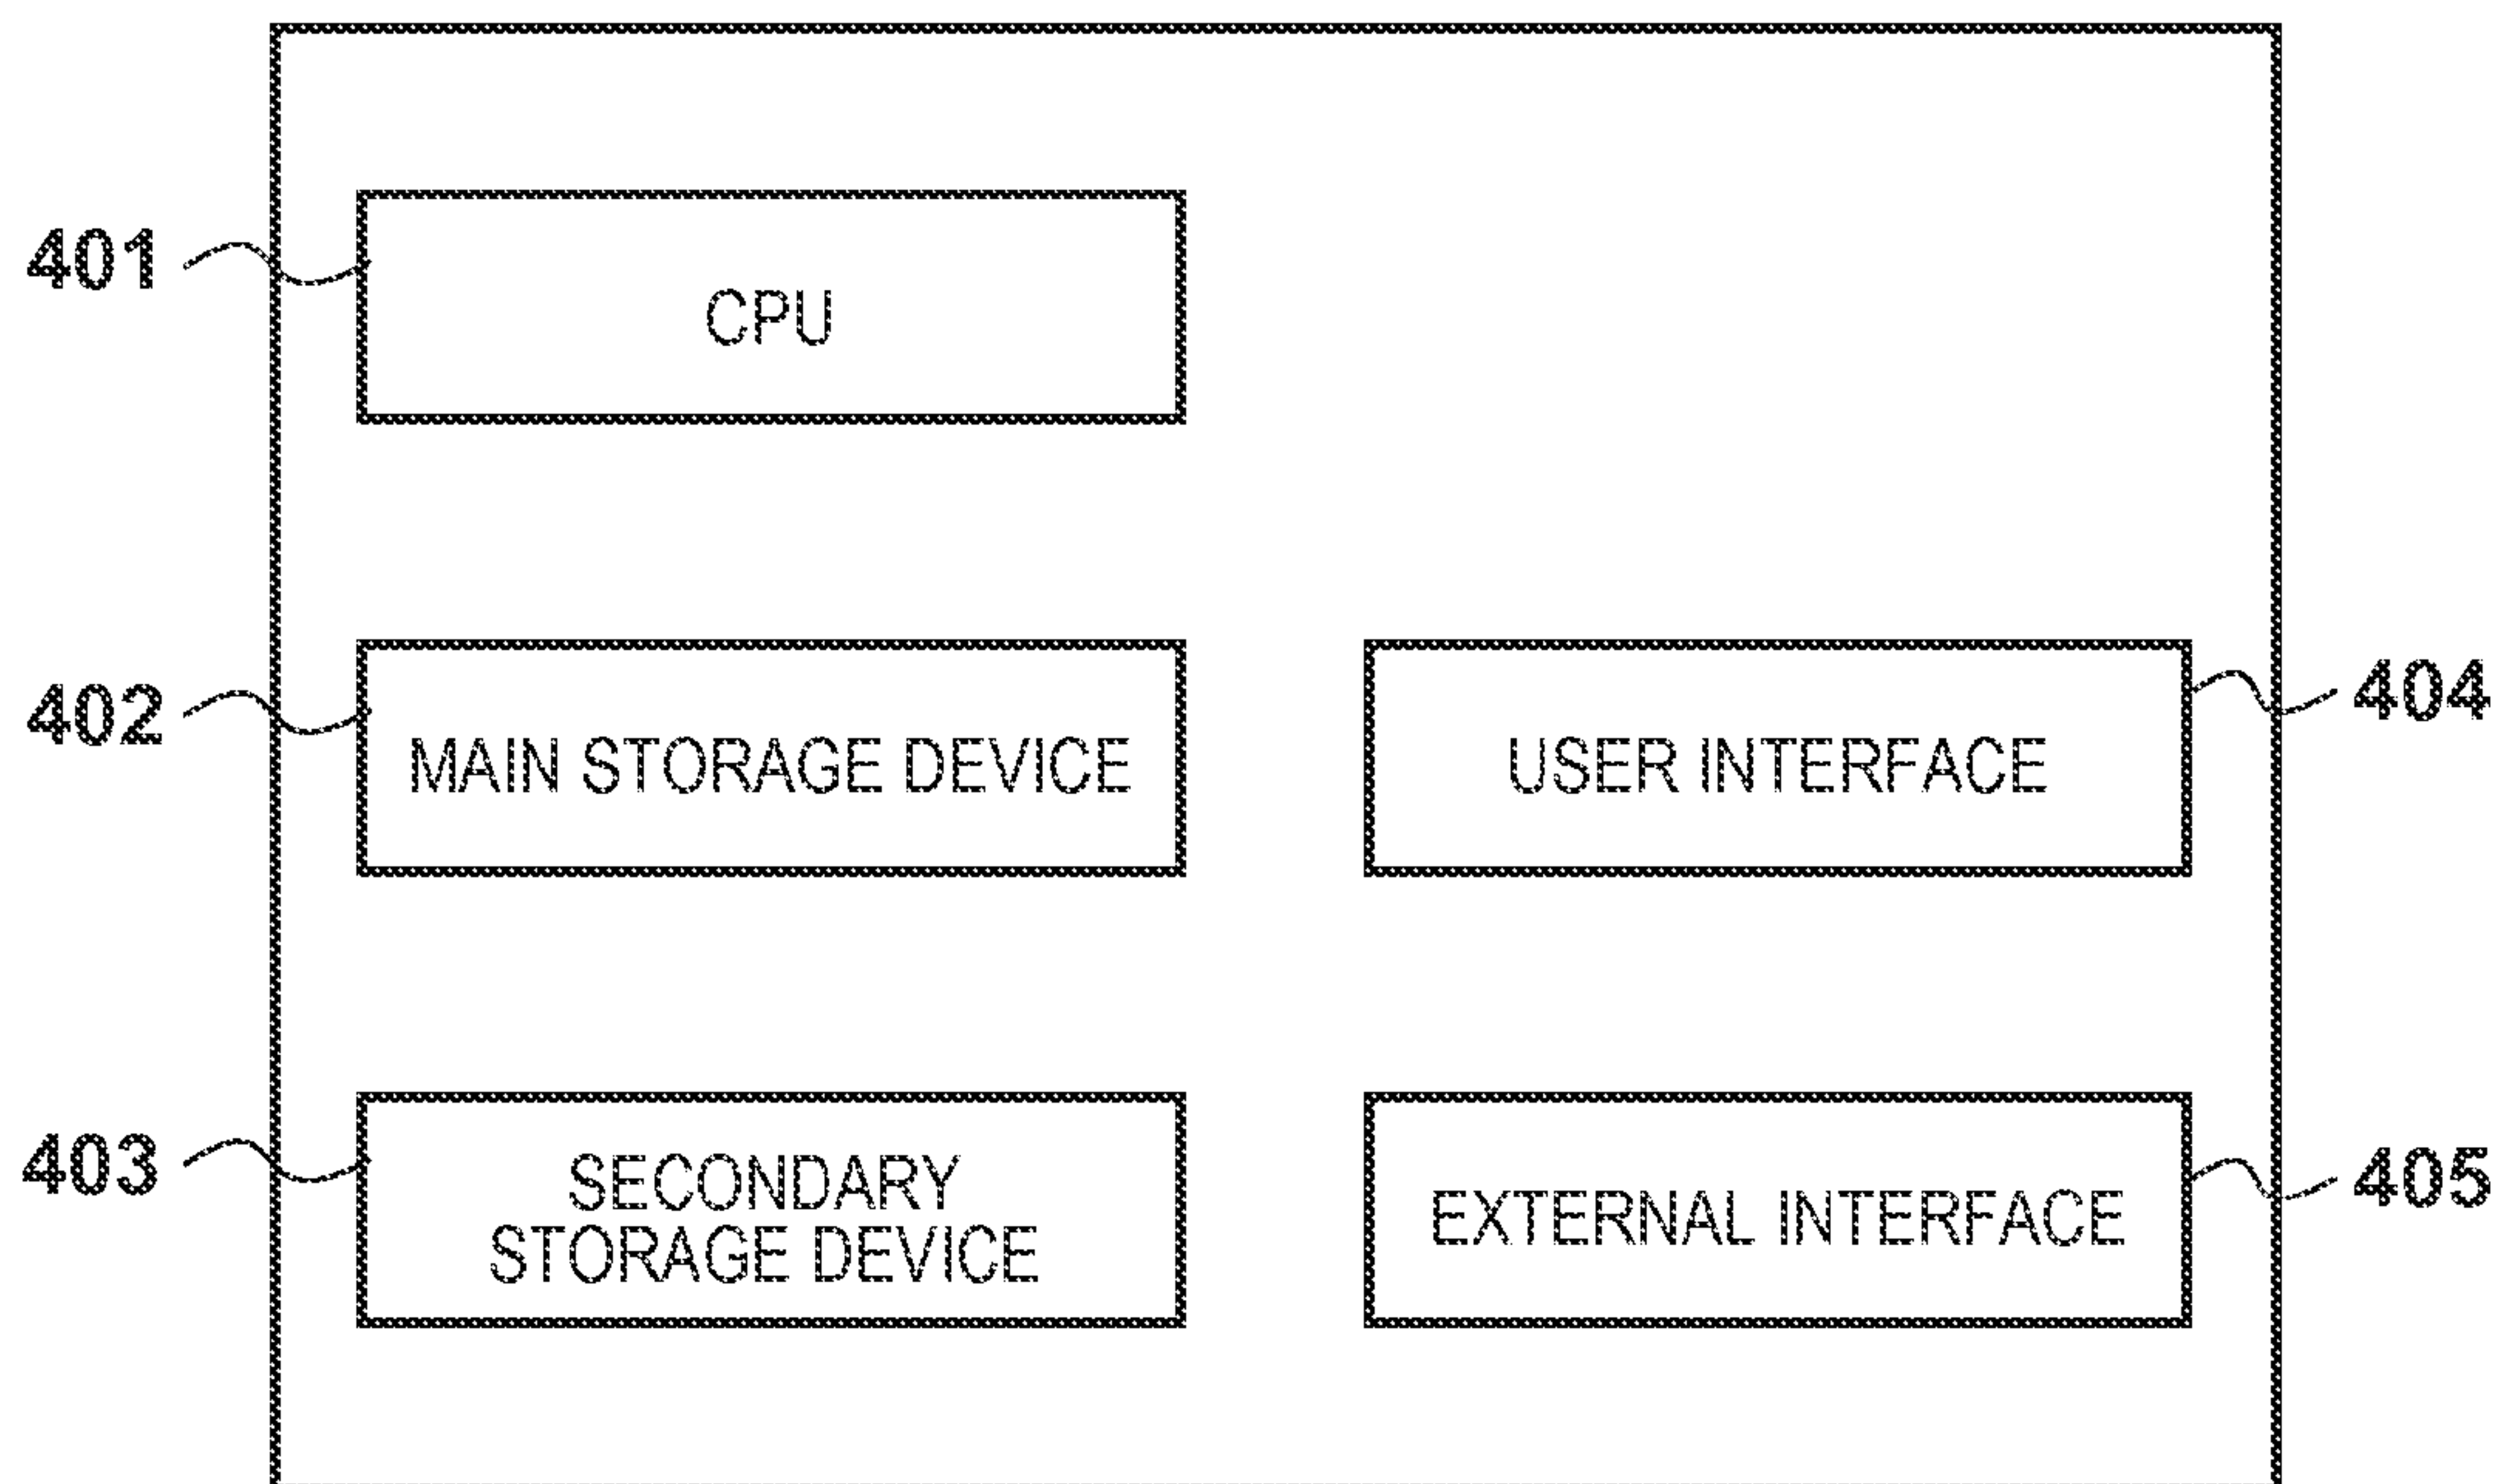 401
CPU
402
MAIN STORAGE DEVICE
USER INTERFACE
404
403
SECONDARY
STORAGE DEVICE
EXTERNAL INTERFACE
405